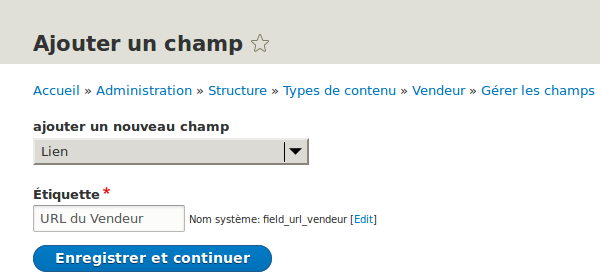 Ajouter un champ
Accueil » Administration » Structure » Types de contenu » Vendeur » Gérer les champs
ajouter un nouveau champ
Lien
Étiquette*
URL du Vendeur Nom système: field_url_vendeur [Edit]
Enregistrer et continuer